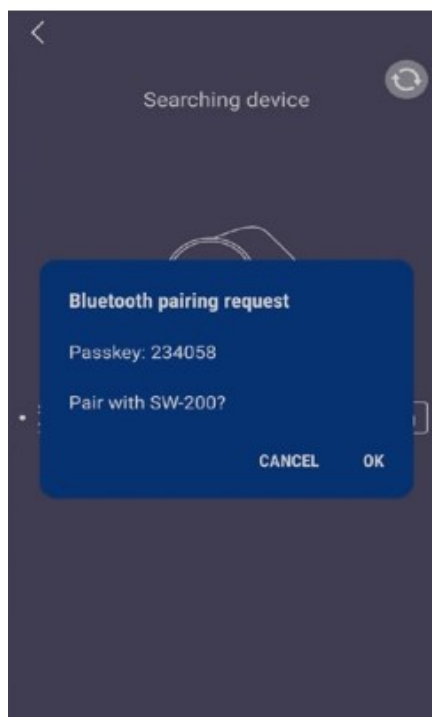 Searching device
Bluetooth pairing request
Passkey: 234058
Pair with SW-200?
CANCEL OK